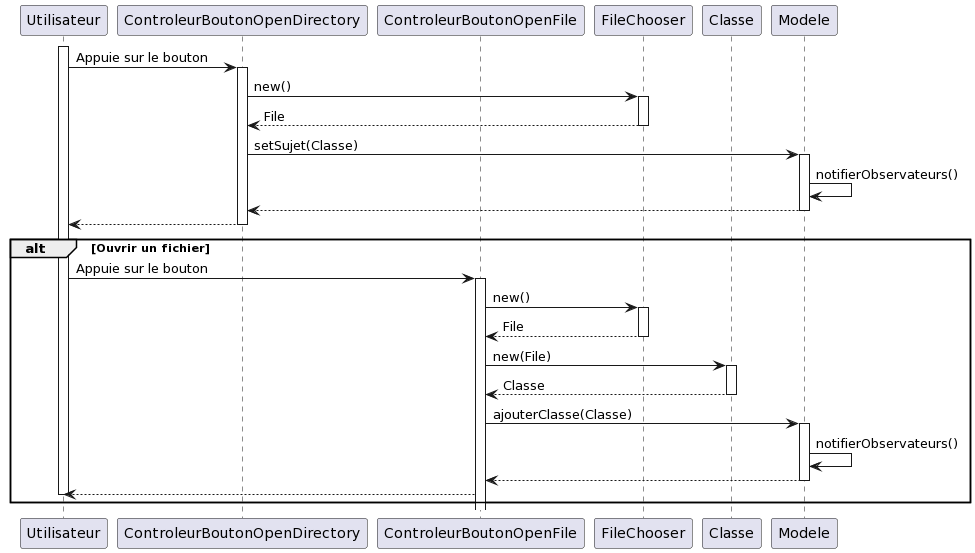 Utilisateur ControleurBoutonOpenDirectory ControleurBoutonOpenFile FileChooser Classe Modele
Appuie sur le bouton
new()
File
setSujet(Classe)
notifierObservateurs()
alt [Ouvrir un fichier]
Appuie sur le bouton
new()
File
new(File)
Classe
ajouterClasse(Classe)
notifierObservateurs()
Utilisateur ControleurBoutonOpenDirectory ControleurBoutonOpenFile FileChooser Classe Modele